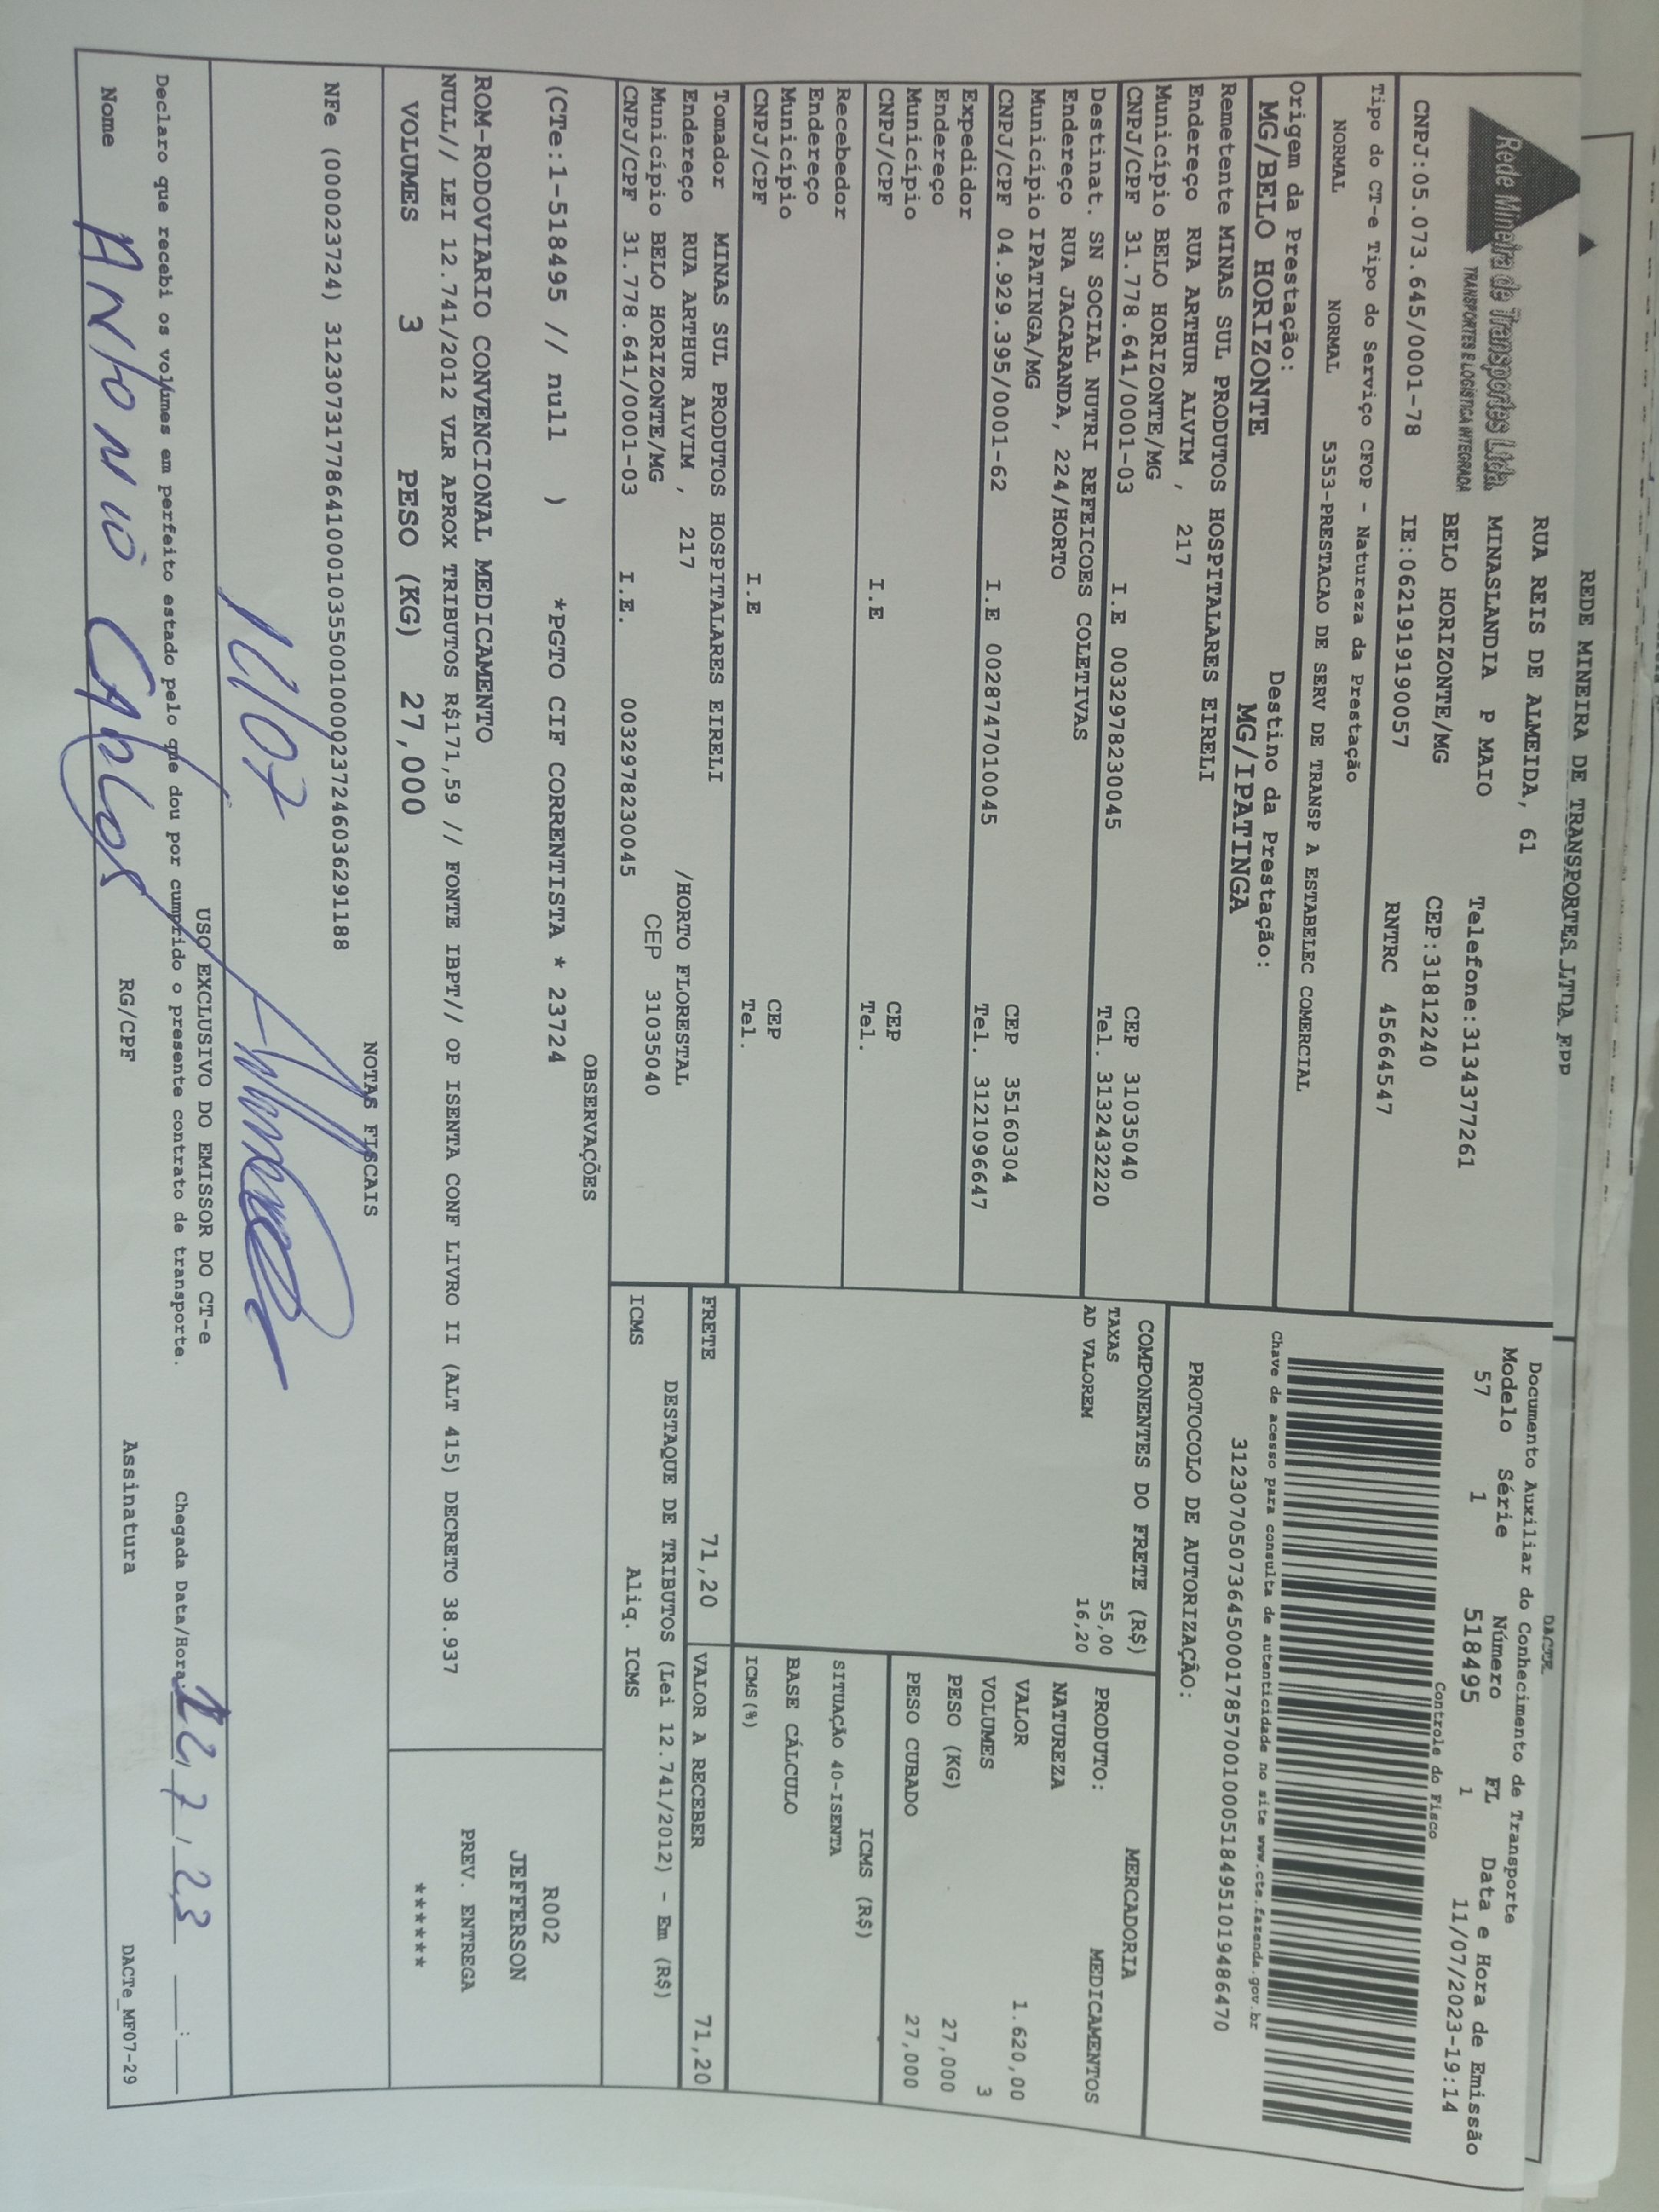 REDE MINEIRA DE TRANSPORTES LTDA EPP
Rede Mineira de Transportes Ltda.
TRANSPORTES E LOGÍSTICA INTEGRADA
RUA REIS DE ALMEIDA, 61
MINASLANDIA P MAIO Telefone:3134377261
BELO HORIZONTE/MG CEP:31812240
CNPJ:05.073.645/0001-78 IE:0621919190057 RNTRC 45664547
DACTE
Documento Auxiliar do Conhecimento de Transporte
Modelo Série Número FL Data e Hora de Emissão
57 1 518495 1 11/07/2023-19:14
Controle do Fisco
Tipo do CT-e Tipo do Serviço CFOP - Natureza da Prestação
NORMAL NORMAL 5353-PRESTACAO DE SERV DE TRANSP A ESTABELEC COMERCIAL
Chave de acesso para consulta de autenticidade no site www.cte.fazenda.gov.br
31230705073645000178570010005184951019486470
PROTOCOLO DE AUTORIZAÇÃO:
Origem da Prestação: Destino da Prestação:
MG/BELO HORIZONTE MG/IPATINGA
Remetente MINAS SUL PRODUTOS HOSPITALARES EIRELI
Endereço RUA ARTHUR ALVIM , 217
Município BELO HORIZONTE/MG CEP 31035040
CNPJ/CPF 31.778.641/0001-03 I.E 0032978230045 Tel. 3132432220
Destinat. SN SOCIAL NUTRI REFEICOES COLETIVAS
Endereço RUA JACARANDA, 224/HORTO
Município IPATINGA/MG CEP 35160304
CNPJ/CPF 04.929.395/0001-62 I.E 0028747010045 Tel. 3121096647
Expedidor
Endereço
Município CEP
CNPJ/CPF I.E Tel.
Recebedor
Endereço
Município CEP
CNPJ/CPF I.E Tel.
Tomador MINAS SUL PRODUTOS HOSPITALARES EIRELI
Endereço RUA ARTHUR ALVIM , 217 /HORTO FLORESTAL
Município BELO HORIZONTE/MG CEP 31035040
CNPJ/CPF 31.778.641/0001-03 I.E. 0032978230045
COMPONENTES DO FRETE (R$)
TAXAS 55,00
AD VALOREM 16,20
MERCADORIA
PRODUTO: MEDICAMENTOS
NATUREZA
VALOR 1.620,00
VOLUMES 3
PESO (KG) 27,000
PESO CUBADO 27,000
ICMS (R$)
SITUAÇÃO 40-ISENTA
BASE CÁLCULO
ICMS(%)
FRETE 71,20 VALOR A RECEBER 71,20
DESTAQUE DE TRIBUTOS (Lei 12.741/2012) - Em (R$)
ICMS Aliq. ICMS
OBSERVAÇÕES
(CTe:1-518495 // null ) *PGTO CIF CORRENTISTA * 23724
ROM-RODOVIARIO CONVENCIONAL MEDICAMENTO
NULL// LEI 12.741/2012 VLR APROX TRIBUTOS R$171,59 // FONTE IBPT// OP ISENTA CONF LIVRO II (ALT 415) DECRETO 38.937
R002
JEFFERSON
PREV. ENTREGA
******
VOLUMES 3 PESO (KG) 27,000
NOTAS FISCAIS
NFe (000023724) 31230731778641000103550010000237246036291188
11/07
USO EXCLUSIVO DO EMISSOR DO CT-e
Declaro que recebi os volumes em perfeito estado pelo que dou por cumprido o presente contrato de transporte. Chegada Data/Hora: 12/7/23 ___:___
Nome ANtONIO CARLOS RG/CPF Assinatura DACTe_MF07-29